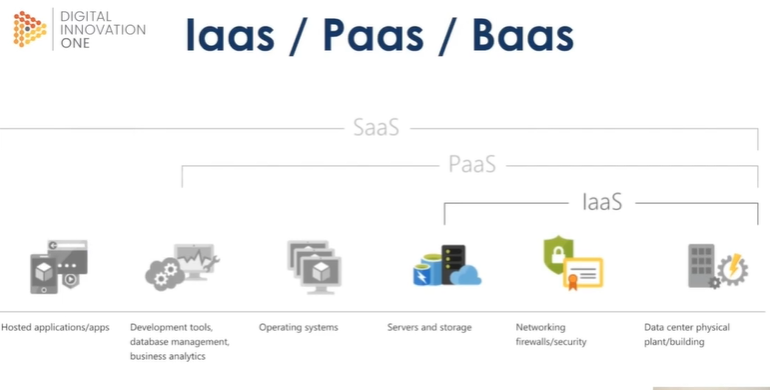 DIGITAL
INNOVATION
ONE
Iaas / Paas / Baas
SaaS
PaaS
IaaS
Hosted applications/apps
Development tools,
database management,
business analytics
Operating systems
Servers and storage
Networking
firewalls/security
Data center physical
plant/building